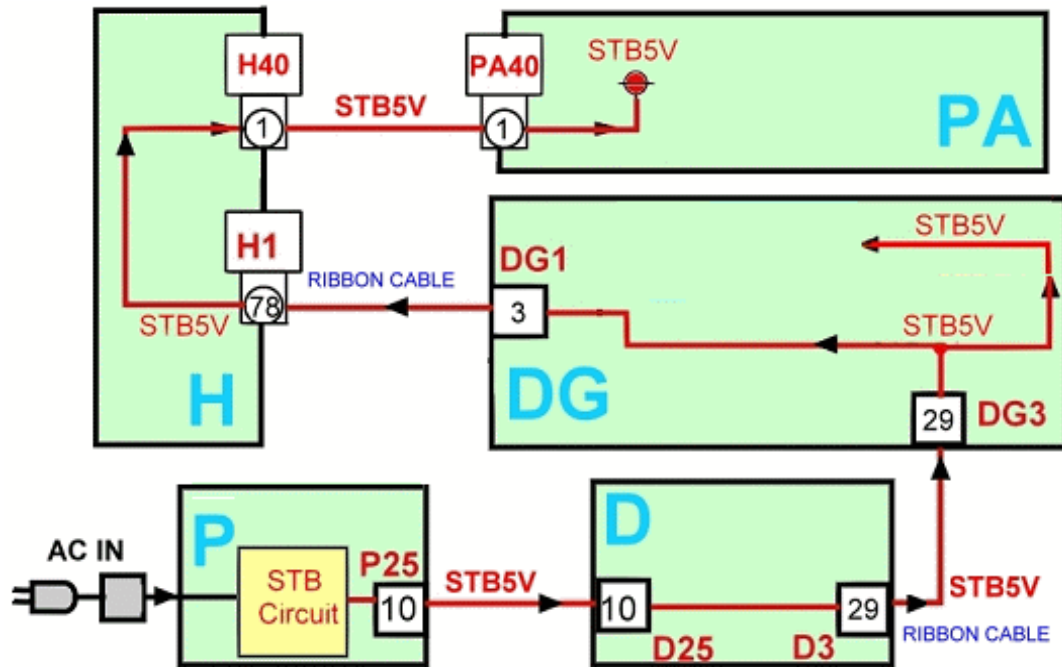 H40
PA40
STB5V
1
STB5V
1
PA
H1
RIBBON CABLE
DG1
STB5V
78
STB5V
3
STB5V
H
DG
29
DG3
P
D
AC IN
STB
Circuit
P25
10
STB5V
10
29
STB5V
D25
D3
RIBBON CABLE